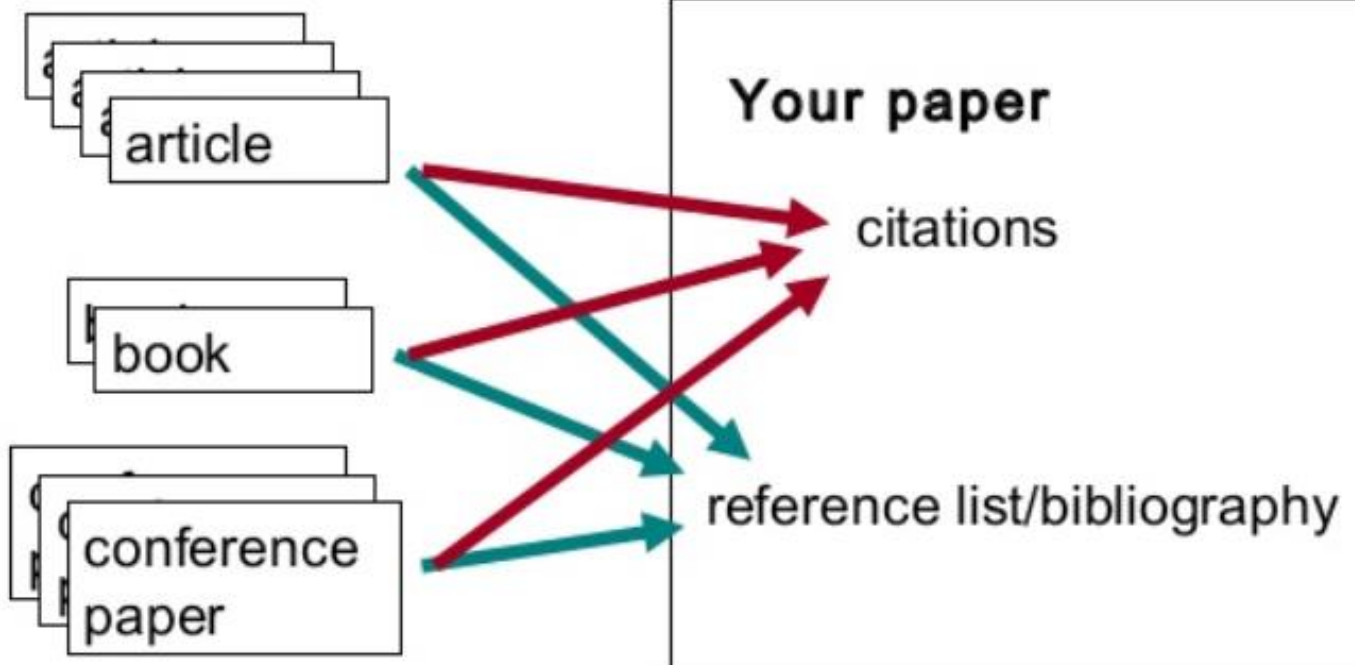 article
book
conference
paper
Your paper
citations
reference list/bibliography